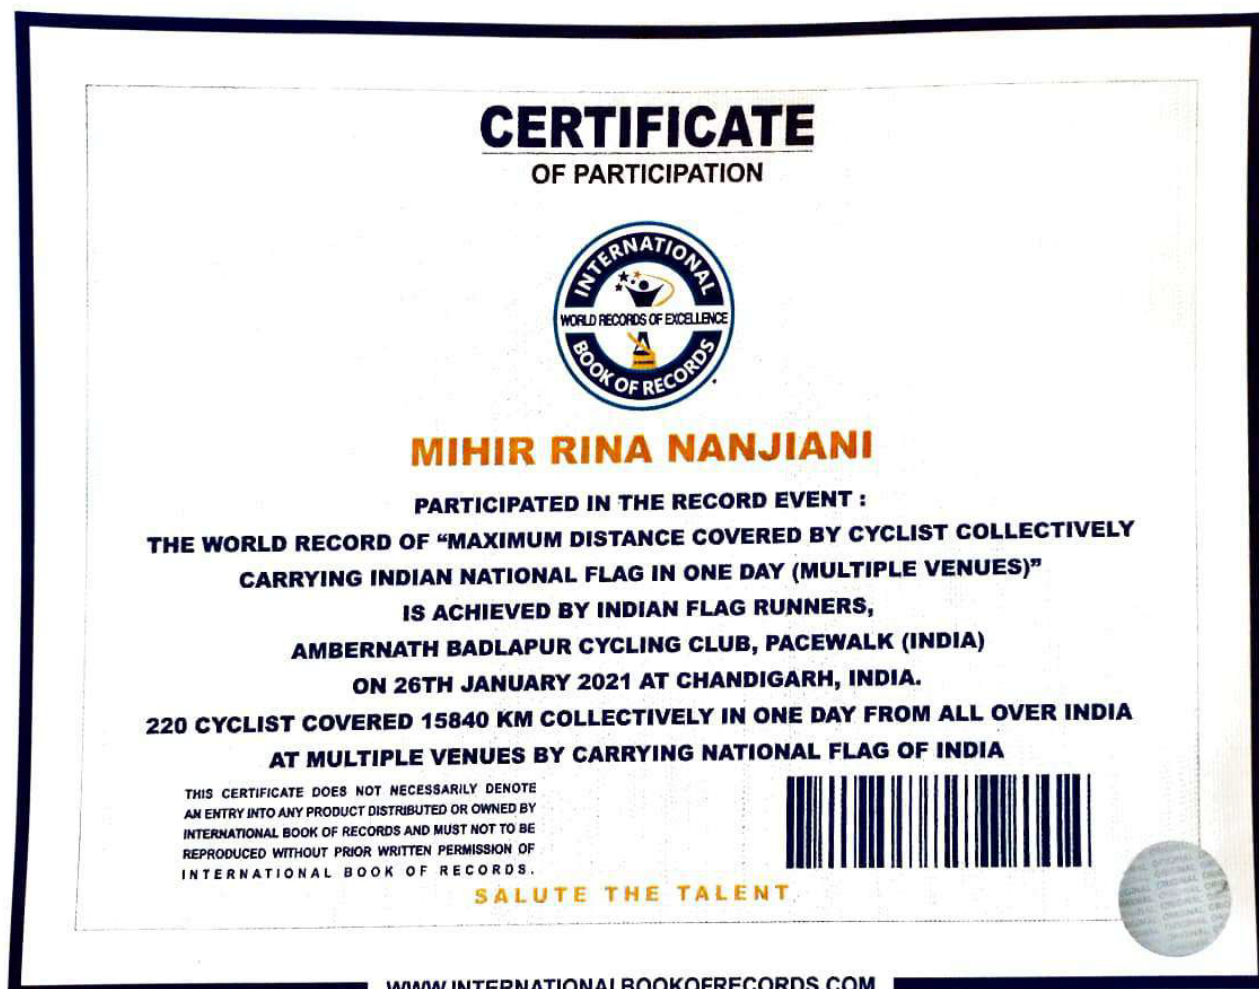 CERTIFICATE
OF PARTICIPATION
INTERNATIONAL
WORLD RECORDS OF EXCELLENCE
BOOK OF RECORDS
MIHIR RINA NANJIANI
PARTICIPATED IN THE RECORD EVENT :
THE WORLD RECORD OF “MAXIMUM DISTANCE COVERED BY CYCLIST COLLECTIVELY
CARRYING INDIAN NATIONAL FLAG IN ONE DAY (MULTIPLE VENUES)”
IS ACHIEVED BY INDIAN FLAG RUNNERS,
AMBERNATH BADLAPUR CYCLING CLUB, PACEWALK (INDIA)
ON 26TH JANUARY 2021 AT CHANDIGARH, INDIA.
220 CYCLIST COVERED 15840 KM COLLECTIVELY IN ONE DAY FROM ALL OVER INDIA
AT MULTIPLE VENUES BY CARRYING NATIONAL FLAG OF INDIA
THIS CERTIFICATE DOES NOT NECESSARILY DENOTE
AN ENTRY INTO ANY PRODUCT DISTRIBUTED OR OWNED BY
INTERNATIONAL BOOK OF RECORDS AND MUST NOT TO BE
REPRODUCED WITHOUT PRIOR WRITTEN PERMISSION OF
INTERNATIONAL BOOK OF RECORDS.
SALUTE THE TALENT
WWW.INTERNATIONALBOOKOFRECORDS.COM